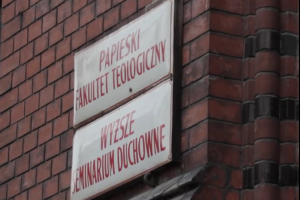 PAPIESKI
FAKULTET TEOLOGICZNY
WYŻSZE
SEMINARIUM DUCHOWNE